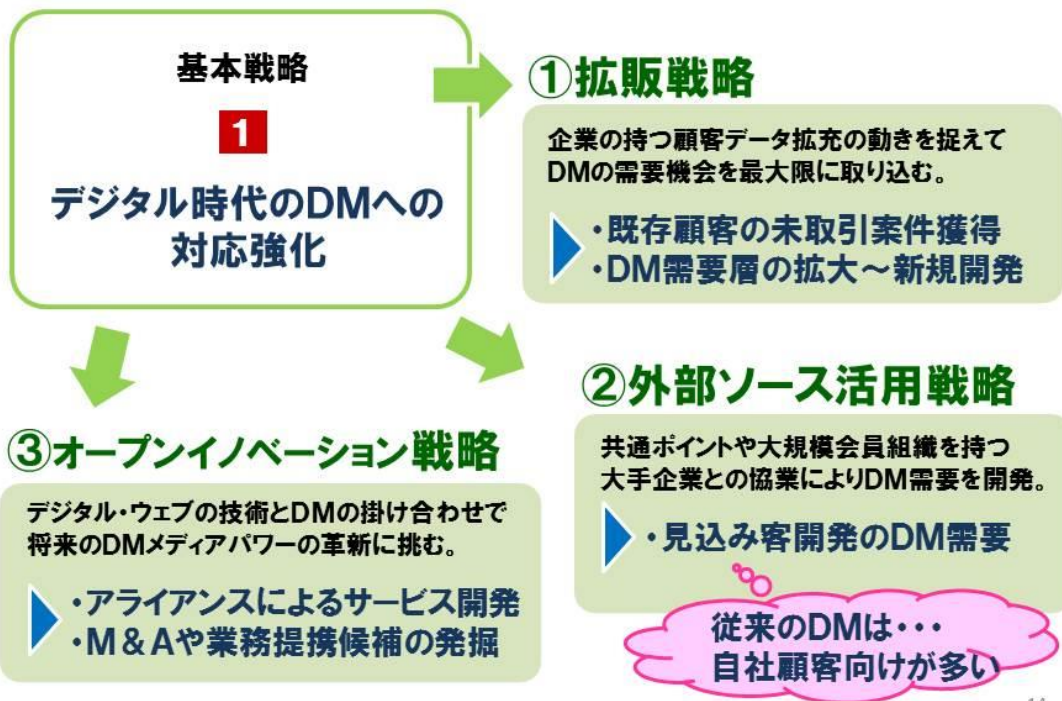 基本戦略
1
デジタル時代のDMへの
対応強化
①拡販戦略
企業の持つ顧客データ拡充の動きを捉えて
DMの需要機会を最大限に取り込む。
・既存顧客の未取引案件獲得
・DM需要層の拡大～新規開発
②外部ソース活用戦略
共通ポイントや大規模会員組織を持つ
大手企業との協業によりDM需要を開発。
・見込み客開発のDM需要
従来のDMは・・・
自社顧客向けが多い
③オープンイノベーション戦略
デジタル・ウェブの技術とDMの掛け合わせで
将来のDMメディアパワーの革新に挑む。
・アライアンスによるサービス開発
・M&Aや業務提携候補の発掘